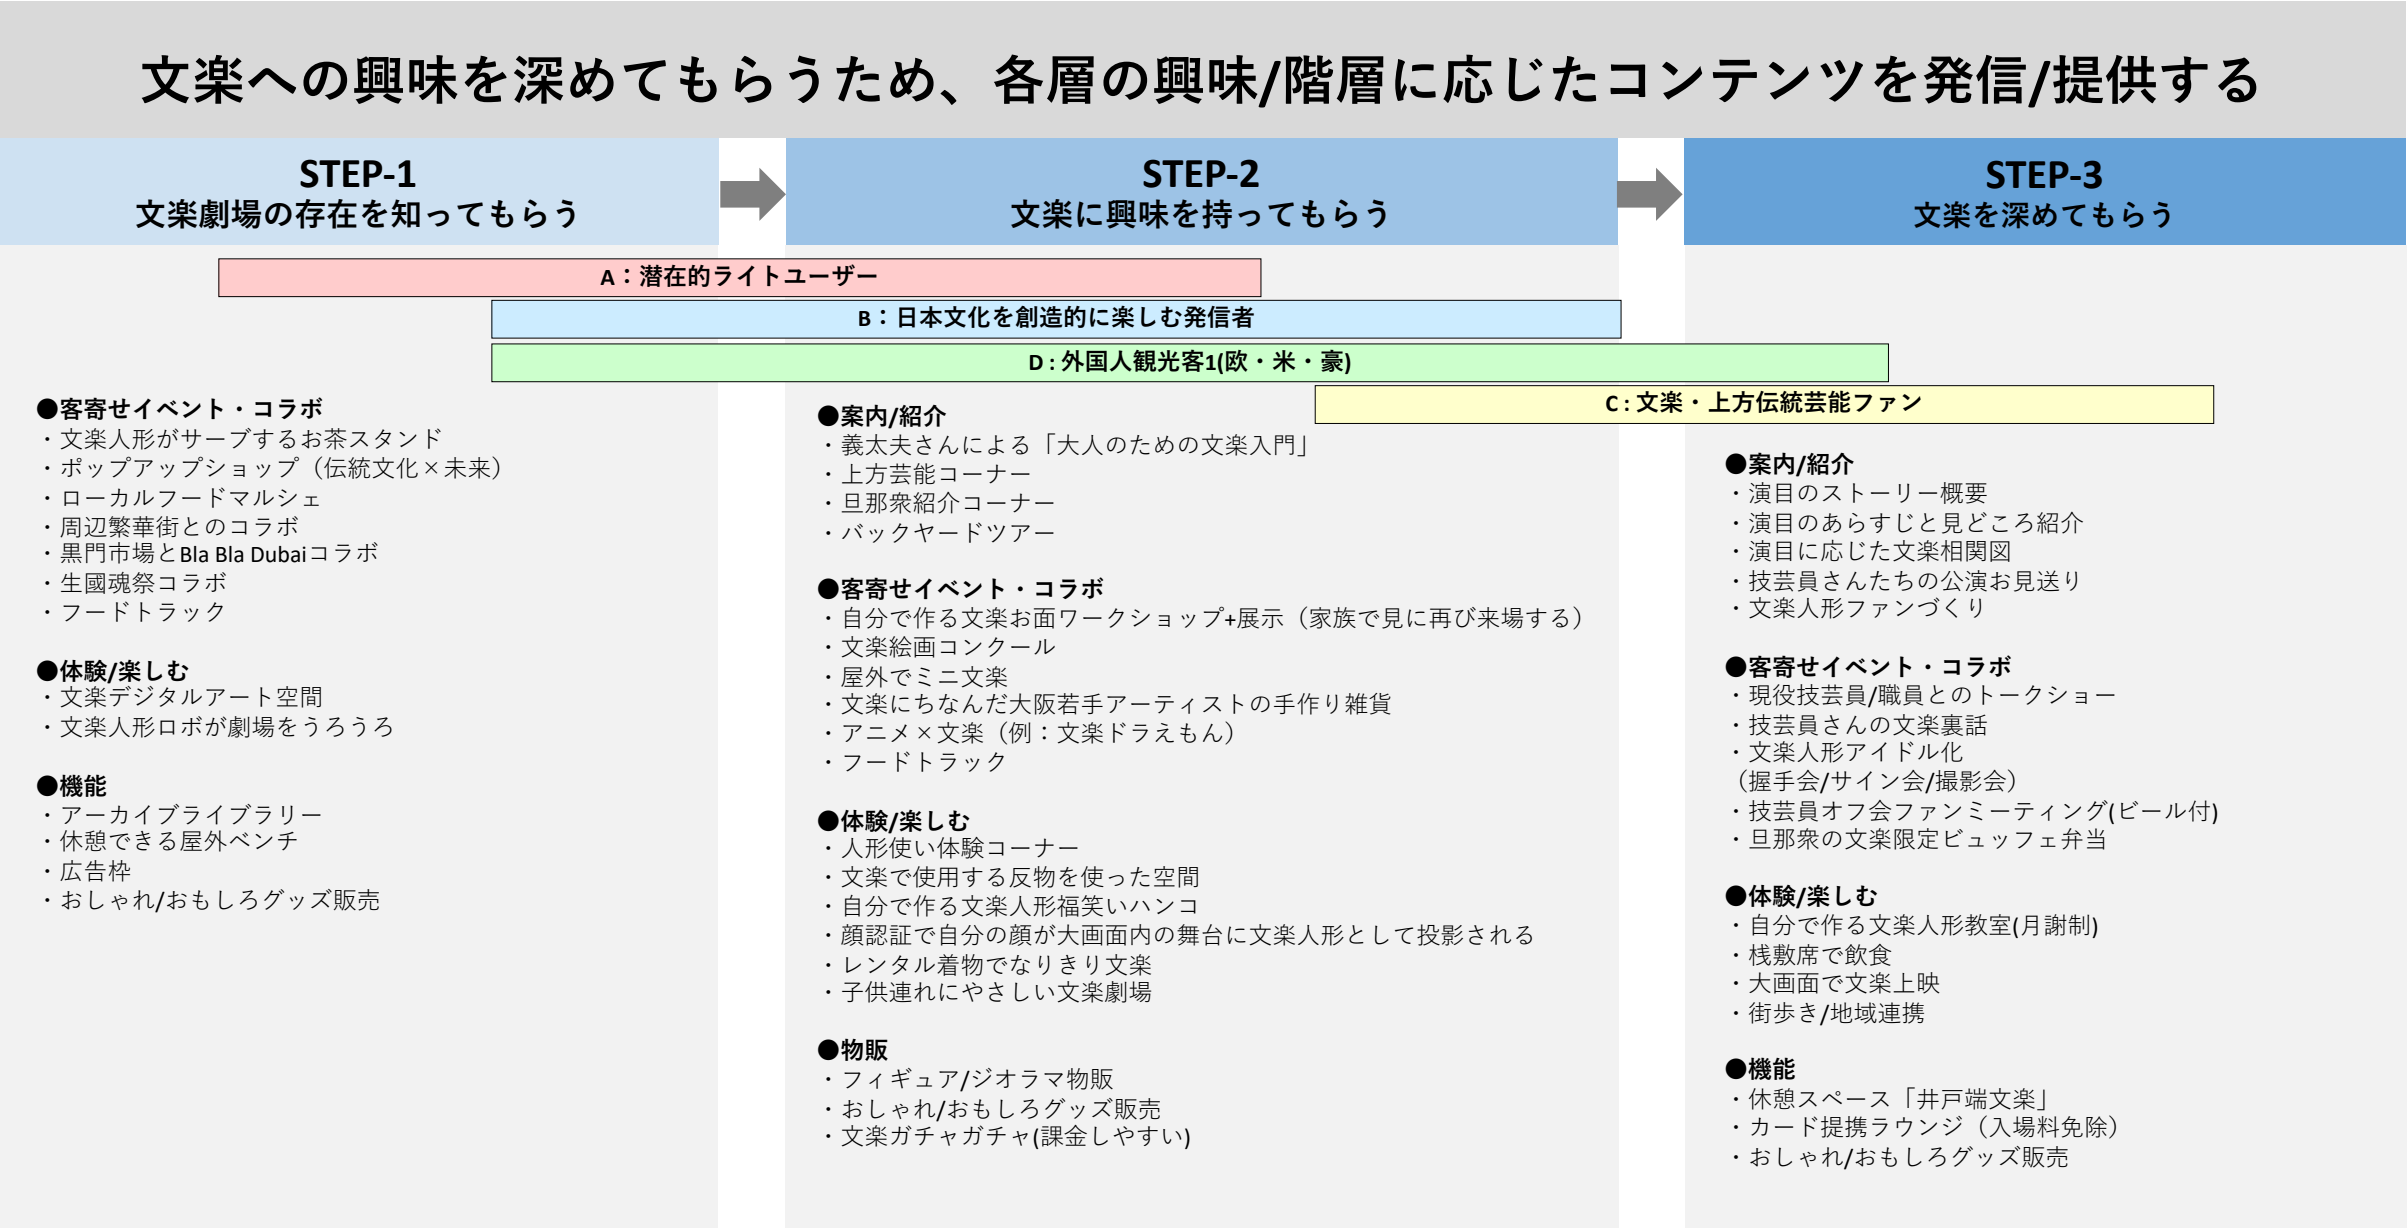 文楽への興味を深めてもらうため、各層の興味/階層に応じたコンテンツを発信/提供する
STEP-1
文楽劇場の存在を知ってもらう
STEP-2
文楽に興味を持ってもらう
STEP-3
文楽を深めてもらう
A：潜在的ライトユーザー
B：日本文化を創造的に楽しむ発信者
D : 外国人観光客1(欧・米・豪)
C : 文楽・上方伝統芸能ファン
●客寄せイベント・コラボ
・文楽人形がサーブするお茶スタンド
・ポップアップショップ（伝統文化×未来）
・ローカルフードマルシェ
・周辺繁華街とのコラボ
・黒門市場とBla Bla Dubaiコラボ
・生國魂祭コラボ
・フードトラック
●体験/楽しむ
・文楽デジタルアート空間
・文楽人形ロボが劇場をうろうろ
●機能
・アーカイブライブラリー
・休憩できる屋外ベンチ
・広告枠
・おしゃれ/おもしろグッズ販売
●案内/紹介
・義太夫さんによる「大人のための文楽入門」
・上方芸能コーナー
・旦那衆紹介コーナー
・バックヤードツアー
●客寄せイベント・コラボ
・自分で作る文楽お面ワークショップ+展示（家族で見に再び来場する）
・文楽絵画コンクール
・屋外でミニ文楽
・文楽にちなんだ大阪若手アーティストの手作り雑貨
・アニメ×文楽（例：文楽ドラえもん）
・フードトラック
●体験/楽しむ
・人形使い体験コーナー
・文楽で使用する反物を使った空間
・自分で作る文楽人形福笑いハンコ
・顔認証で自分の顔が大画面内の舞台に文楽人形として投影される
・レンタル着物でなりきり文楽
・子供連れにやさしい文楽劇場
●物販
・フィギュア/ジオラマ物販
・おしゃれ/おもしろグッズ販売
・文楽ガチャガチャ(課金しやすい)
●案内/紹介
・演目のストーリー概要
・演目のあらすじと見どころ紹介
・演目に応じた文楽相関図
・技芸員さんたちの公演お見送り
・文楽人形ファンづくり
●客寄せイベント・コラボ
・現役技芸員/職員とのトークショー
・技芸員さんの文楽裏話
・文楽人形アイドル化
（握手会/サイン会/撮影会）
・技芸員オフ会ファンミーティング(ビール付)
・旦那衆の文楽限定ビュッフェ弁当
●体験/楽しむ
・自分で作る文楽人形教室(月謝制)
・桟敷席で飲食
・大画面で文楽上映
・街歩き/地域連携
●機能
・休憩スペース「井戸端文楽」
・カード提携ラウンジ（入場料免除）
・おしゃれ/おもしろグッズ販売